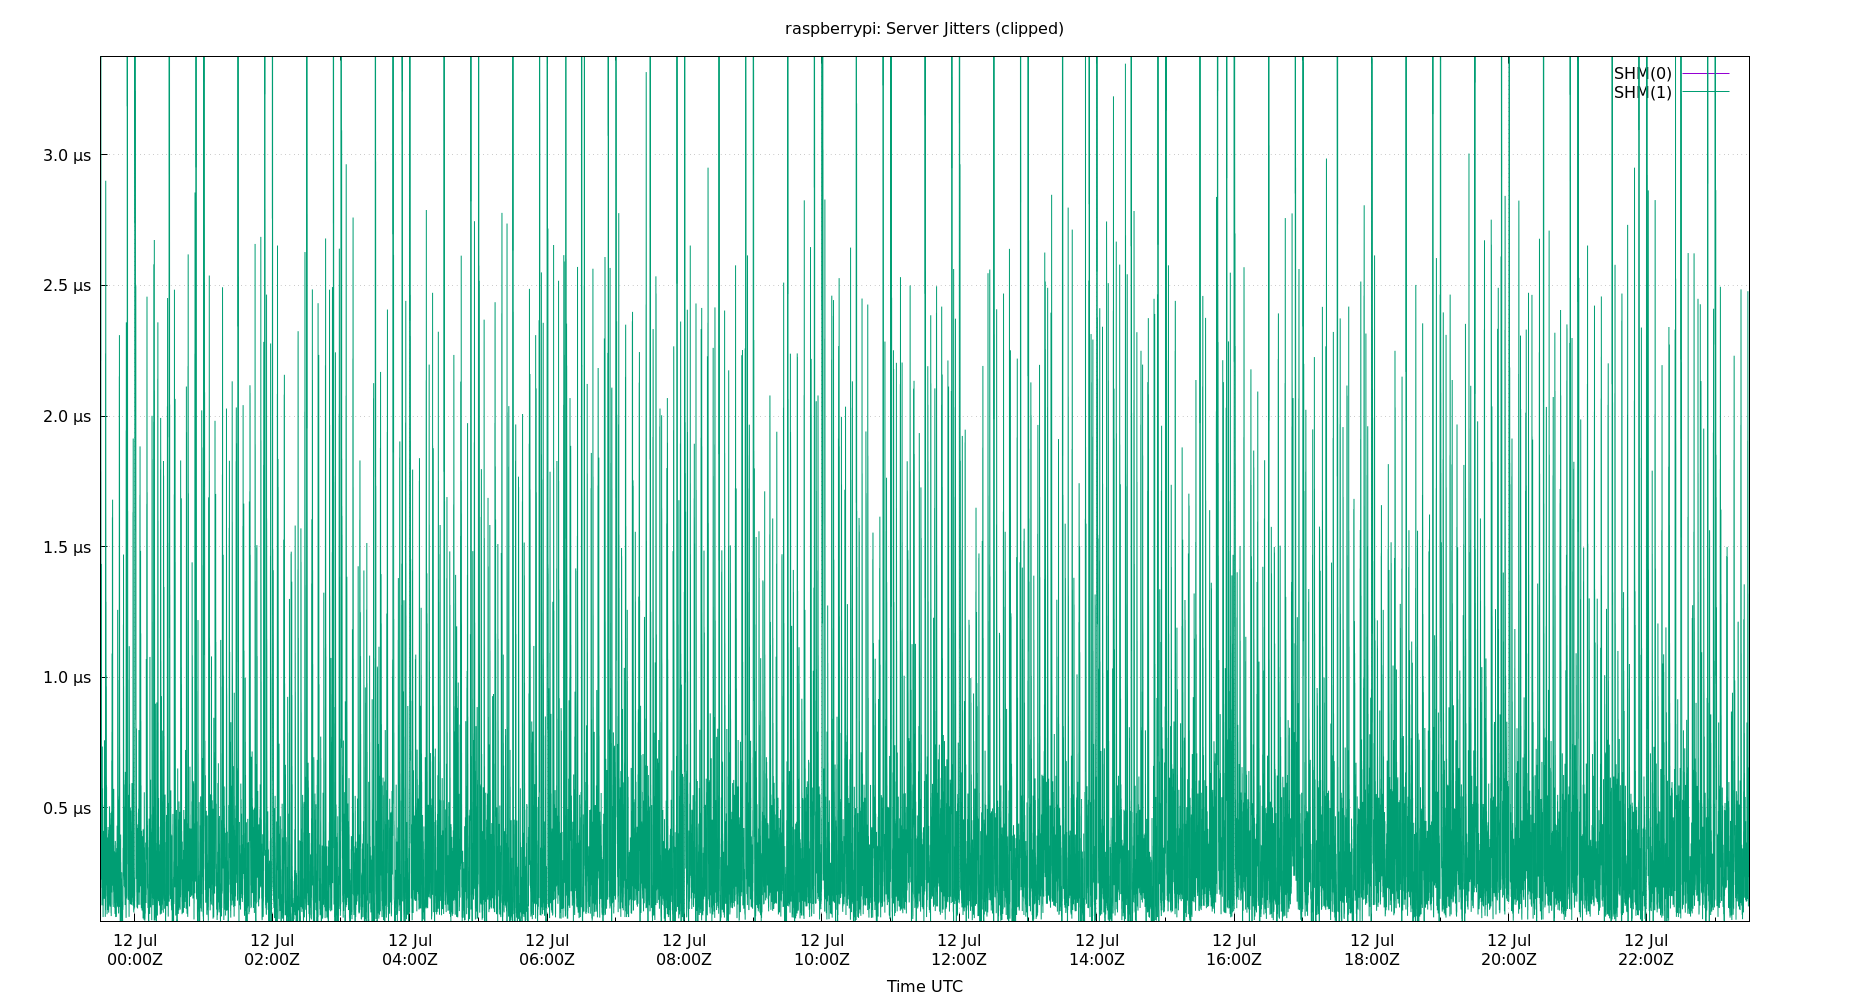 raspberrypi: Server Jitters (clipped)
SHM(0)
SHM(1)
3.0 µs
2.5 µs
2.0 µs
1.5 µs
1.0 µs
0.5 µs
12 Jul 12 Jul 12 Jul 12 Jul 12 Jul 12 Jul 12 Jul 12 Jul 12 Jul 12 Jul 12 Jul 12 Jul
00:00Z 02:00Z 04:00Z 06:00Z 08:00Z 10:00Z 12:00Z 14:00Z 16:00Z 18:00Z 20:00Z 22:00Z
Time UTC